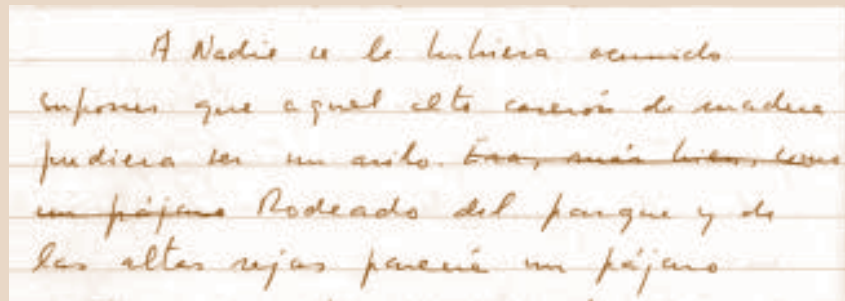 A Nadie se le hubiera ocurrido
suponer que aquel alto caserón de madera
pudiera ser un asilo. Era, más bien, como
un pájaro Rodeado del parque y de
las altas rejas parecía un pájaro